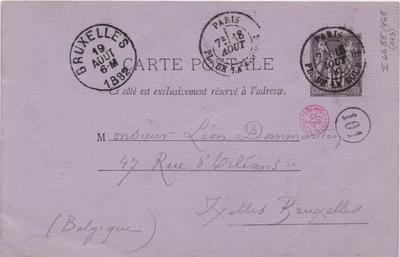 BRUXELLES
19
AOUT
6-M
1882
PARIS
7E 18
AOUT
PARIS
18
AOUT
CARTE POSTALE
Ce côté est exclusivement réservé à l'adresse.
Monsieur Léon Dommartin
47 Rue d'Orléans
Ixelles Bruxelles
(Belgique)
10